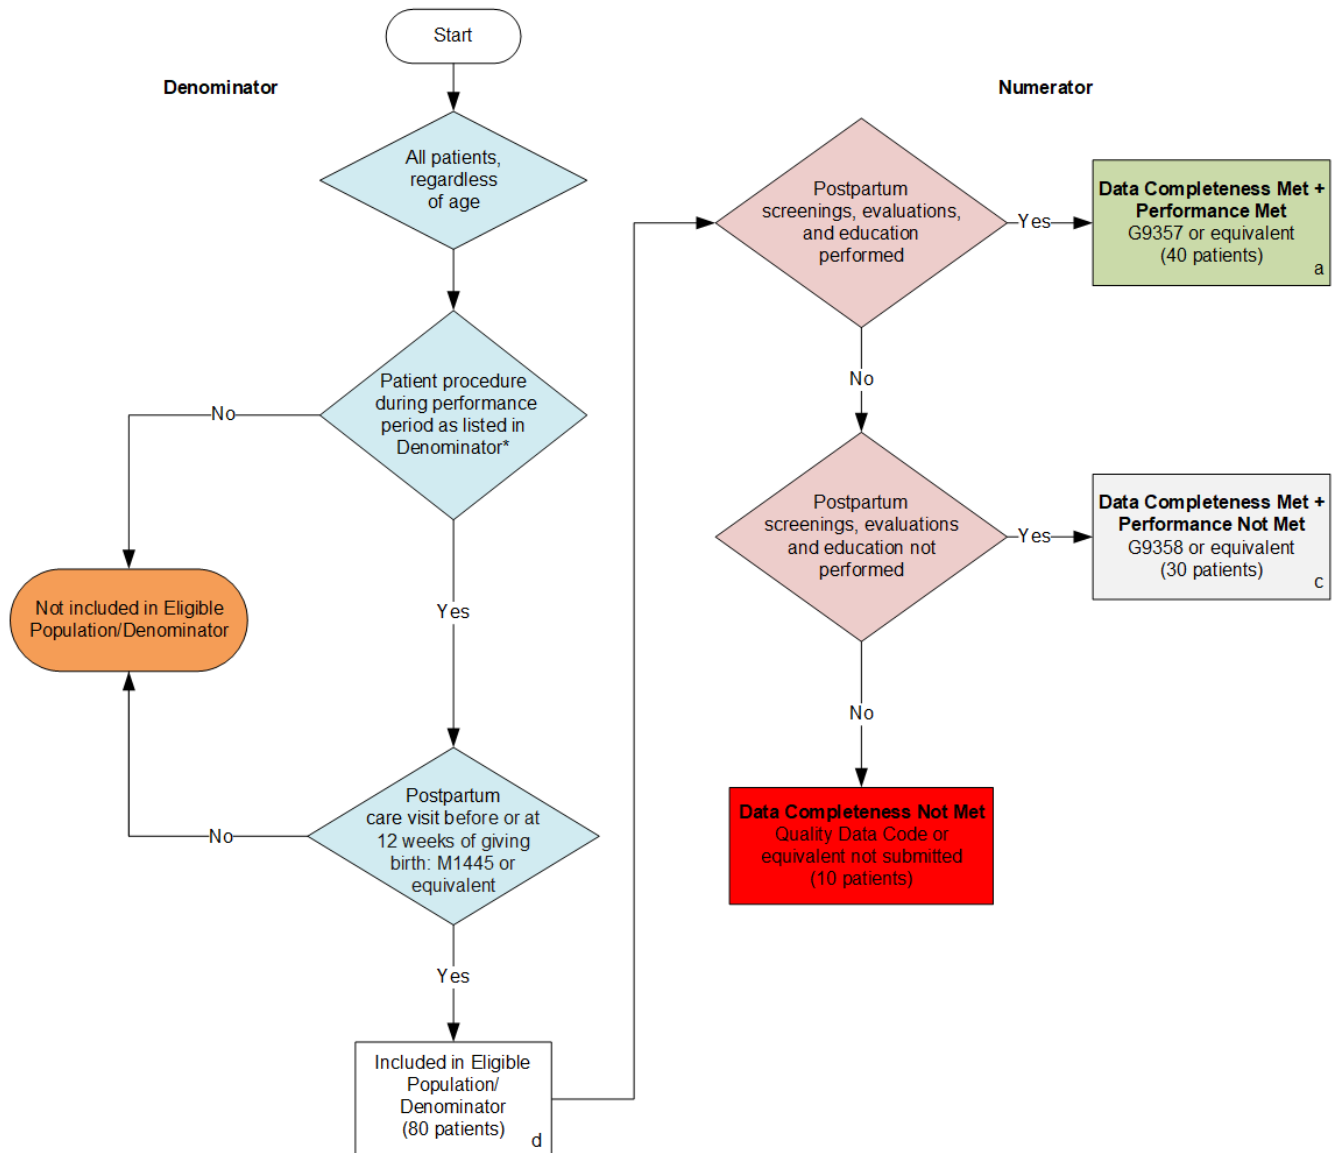 Start
Denominator
Numerator
All patients,
regardless
of age
Patient procedure
during performance
period as listed in
Denominator*
No
Yes
Not included in Eligible
Population/Denominator
Postpartum
care visit before or at
12 weeks of giving
birth: M1445 or
equivalent
No
Yes
Included in Eligible
Population/
Denominator
(80 patients)
d
Postpartum
screenings, evaluations,
and education
performed
Yes
Data Completeness Met +
Performance Met
G9357 or equivalent
(40 patients)
a
No
Postpartum
screenings, evaluations
and education not
performed
Yes
Data Completeness Met +
Performance Not Met
G9358 or equivalent
(30 patients)
c
No
Data Completeness Not Met
Quality Data Code or
equivalent not submitted
(10 patients)